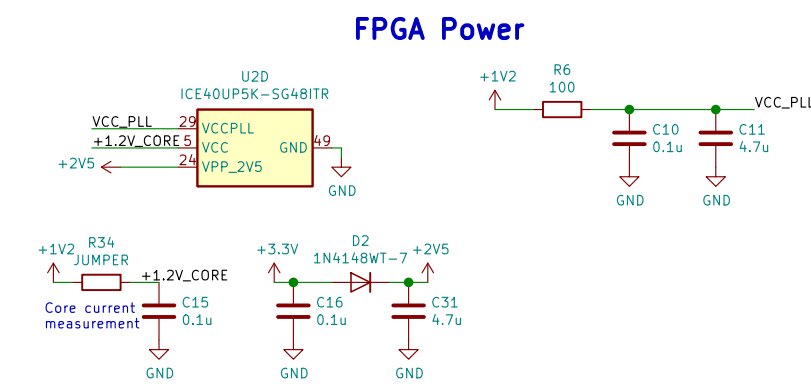 FPGA Power
U2D
ICE40UP5K-SG48ITR
VCC_PLL 29 VCCPLL
+1.2V_CORE 5 VCC GND 49
+2V5 24 VPP_2V5
GND
R6
100
+1V2
VCC_PLL
C10
0.1u
C11
4.7u
GND
GND
R34
JUMPER
+1V2
+1.2V_CORE
Core current
measurement
C15
0.1u
GND
D2
1N4148WT-7
+3.3V
+2V5
C16
0.1u
C31
4.7u
GND
GND